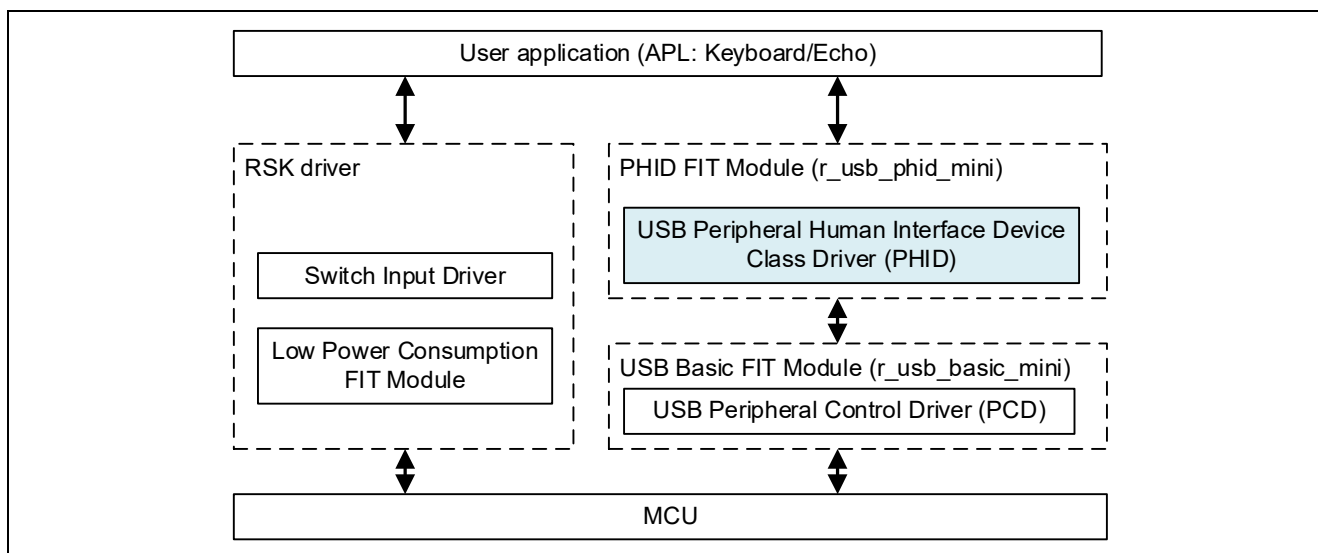 User application (APL: Keyboard/Echo)
RSK driver
Switch Input Driver
Low Power Consumption
FIT Module
PHID FIT Module (r_usb_phid_mini)
USB Peripheral Human Interface Device
Class Driver (PHID)
USB Basic FIT Module (r_usb_basic_mini)
USB Peripheral Control Driver (PCD)
MCU